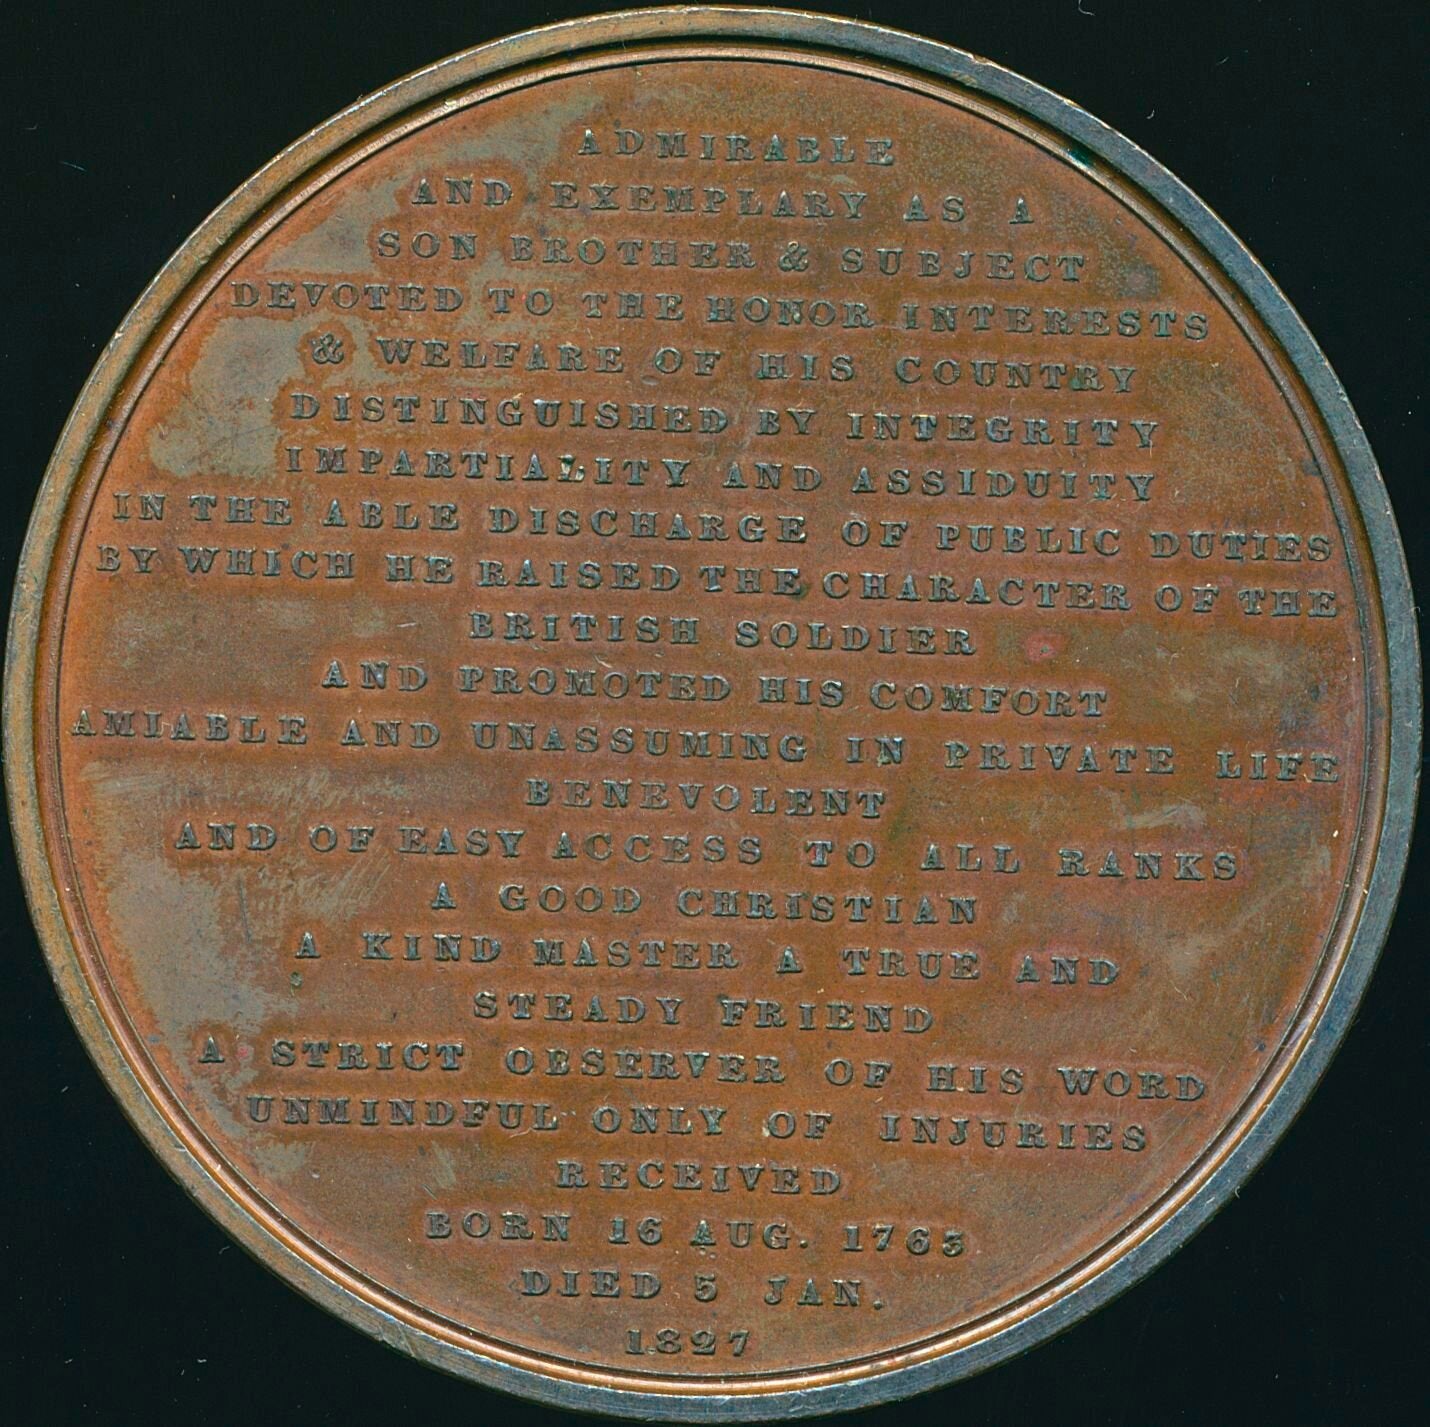 ADMIRABLE
AND EXEMPLARY AS A
SON BROTHER & SUBJECT
DEVOTED TO THE HONOR INTERESTS
& WELFARE OF HIS COUNTRY
DISTINGUISHED BY INTEGRITY
IMPARTIALITY AND ASSIDUITY
IN THE ABLE DISCHARGE OF PUBLIC DUTIES
BY WHICH HE RAISED THE CHARACTER OF THE
BRITISH SOLDIER
AND PROMOTED HIS COMFORT
AMIABLE AND UNASSUMING IN PRIVATE LIFE
BENEVOLENT
AND OF EASY ACCESS TO ALL RANKS
A GOOD CHRISTIAN
A KIND MASTER A TRUE AND
STEADY FRIEND
A STRICT OBSERVER OF HIS WORD
UNMINDFUL ONLY OF INJURIES
RECEIVED
BORN 16 AUG. 1763
DIED 5 JAN.
1827